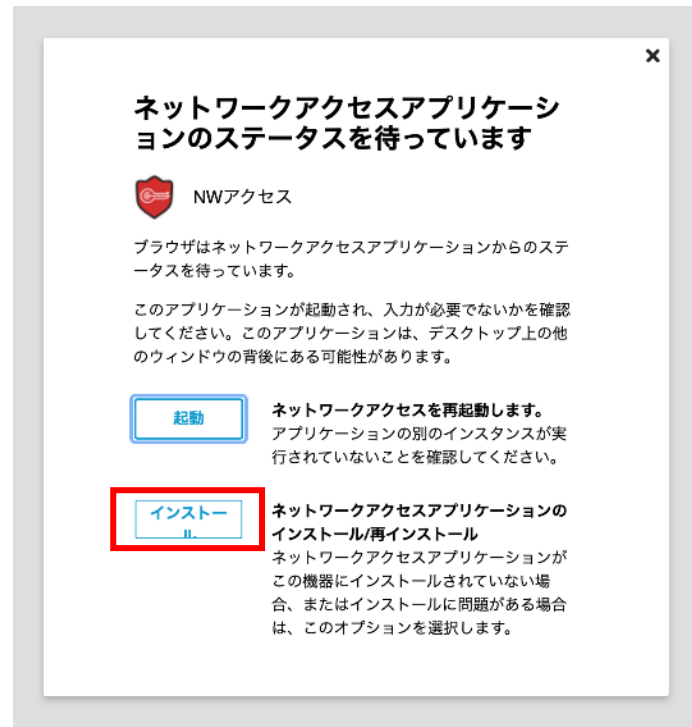 ネットワークアクセスアプリケーシ
ョンのステータスを待っています
NWアクセス
ブラウザはネットワークアクセスアプリケーションからのステ
ータスを待っています。
このアプリケーションが起動され、入力が必要でないかを確認
してください。このアプリケーションは、デスクトップ上の他
のウィンドウの背後にある可能性があります。
起動
ネットワークアクセスを再起動します。
アプリケーションの別のインスタンスが実
行されていないことを確認してください。
インストー
ル
ネットワークアクセスアプリケーションの
インストール/再インストール
ネットワークアクセスアプリケーションが
この機器にインストールされていない場
合、またはインストールに問題がある場合
は、このオプションを選択します。